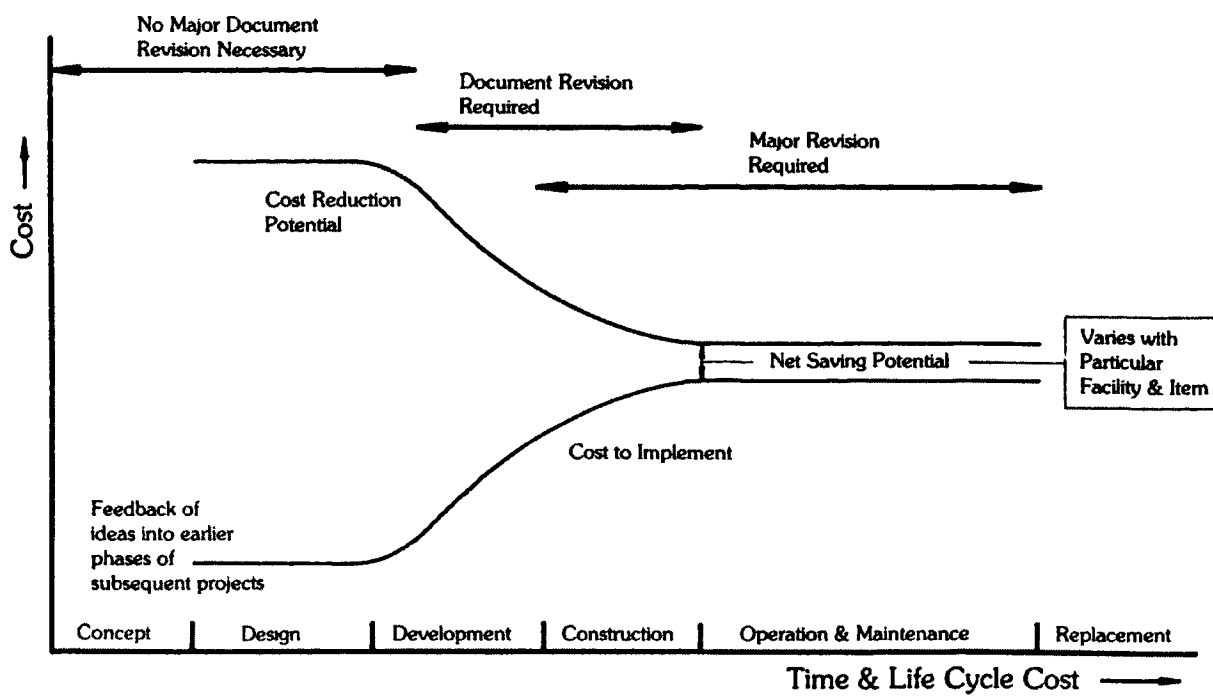 No Major Document
Revision Necessary
Document Revision
Required
Major Revision
Required
Cost
Cost Reduction
Potential
Net Saving Potential
Varies with
Particular
Facility & Item
Cost to Implement
Feedback of
ideas into earlier
phases of
subsequent projects
Concept
Design
Development
Construction
Operation & Maintenance
Replacement
Time & Life Cycle Cost